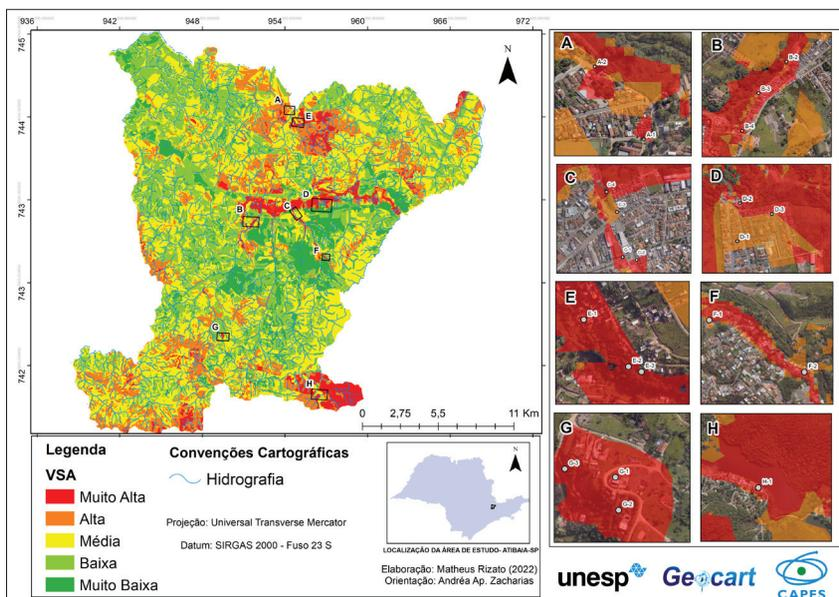 936
942
948
954
960
966
972
745
744
743
743
742
N
A
E
D
B
C
F
G
H
0 2,75 5,5 11 Km
A
A-2
A-1
B
B-2
B-3
B-4
C
C-4
C-3
D
D-2
D-3
D-1
E
E-1
E-2
E-3
F
F-1
F-2
G
G-3
G-1
G-2
H
H-1
Legenda
VSA
Muito Alta
Alta
Média
Baixa
Muito Baixa
Convenções Cartográficas
Hidrografia
Projeção: Universal Transverse Mercator
Datum: SIRGAS 2000 - Fuso 23 S
N
LOCALIZAÇÃO DA ÁREA DE ESTUDO- ATIBAIA-SP
Elaboração: Matheus Rizato (2022)
Orientação: Andréa Ap. Zacharias
unesp
Geocart
CAPES